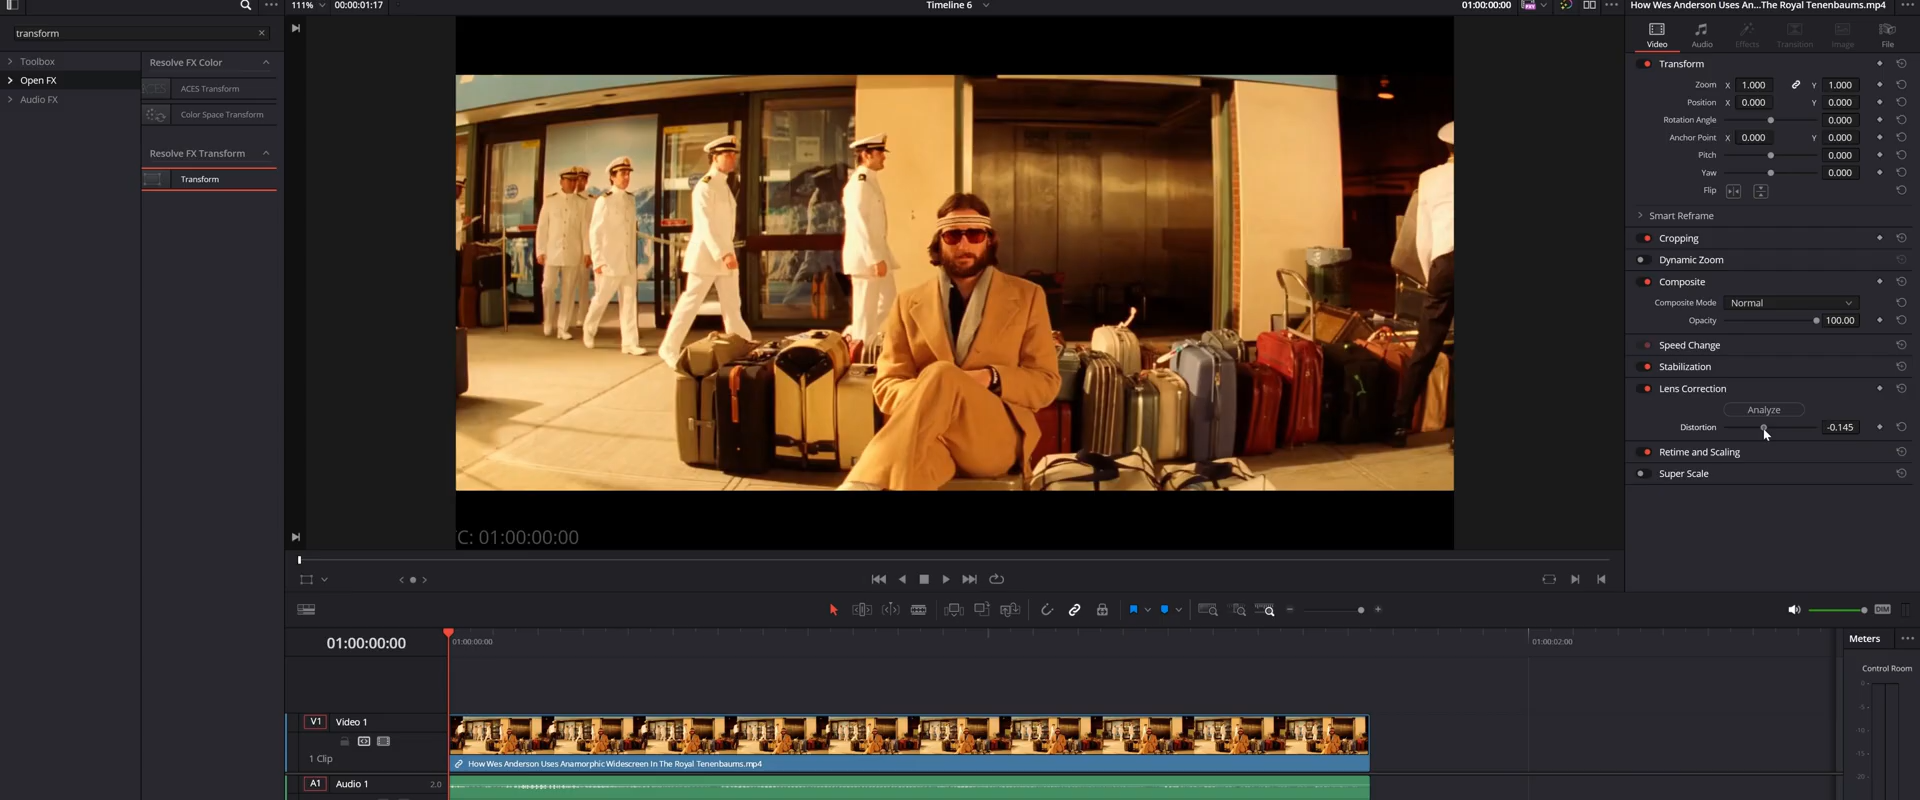 111%
00:00:01:17
Timeline 6
01:00:00:00
How Wes Anderson Uses An...The Royal Tenenbaums.mp4
transform
Toolbox
Open FX
Audio FX
Resolve FX Color
ACES Transform
Color Space Transform
Resolve FX Transform
Transform
C: 01:00:00:00
Video
Audio
Effects
Transition
Image
File
Transform
Zoom X 1.000 Y 1.000
Position X 0.000 Y 0.000
Rotation Angle 0.000
Anchor Point X 0.000 Y 0.000
Pitch 0.000
Yaw 0.000
Flip
Smart Reframe
Cropping
Dynamic Zoom
Composite
Composite Mode Normal
Opacity 100.00
Speed Change
Stabilization
Lens Correction
Analyze
Distortion -0.145
Retime and Scaling
Super Scale
DIM
01:00:00:00
01:00:00:00
01:00:02:00
Meters
Control Room
0
-5
-10
-15
-20
V1 Video 1
1 Clip
How Wes Anderson Uses Anamorphic Widescreen In The Royal Tenenbaums.mp4
A1 Audio 1 2.0